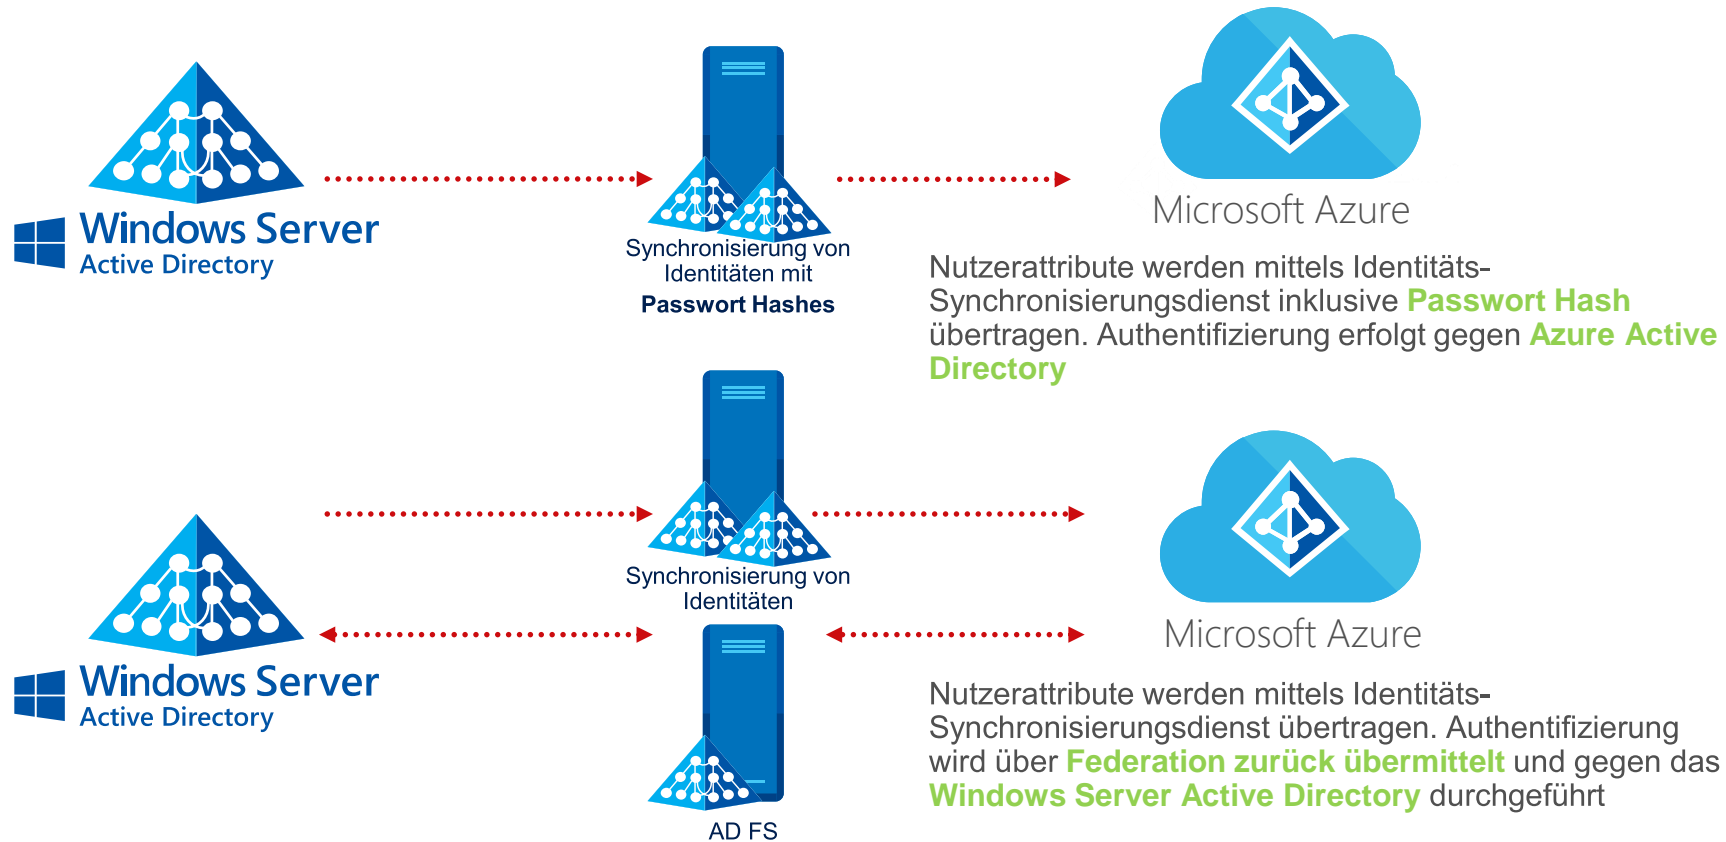 Windows Server
Active Directory
Synchronisierung von
Identitäten mit
Passwort Hashes
Microsoft Azure
Nutzerattribute werden mittels Identitäts-
Synchronisierungsdienst inklusive Passwort Hash
übertragen. Authentifizierung erfolgt gegen Azure Active
Directory
Windows Server
Active Directory
Synchronisierung von
Identitäten
AD FS
Microsoft Azure
Nutzerattribute werden mittels Identitäts-
Synchronisierungsdienst übertragen. Authentifizierung
wird über Federation zurück übermittelt und gegen das
Windows Server Active Directory durchgeführt